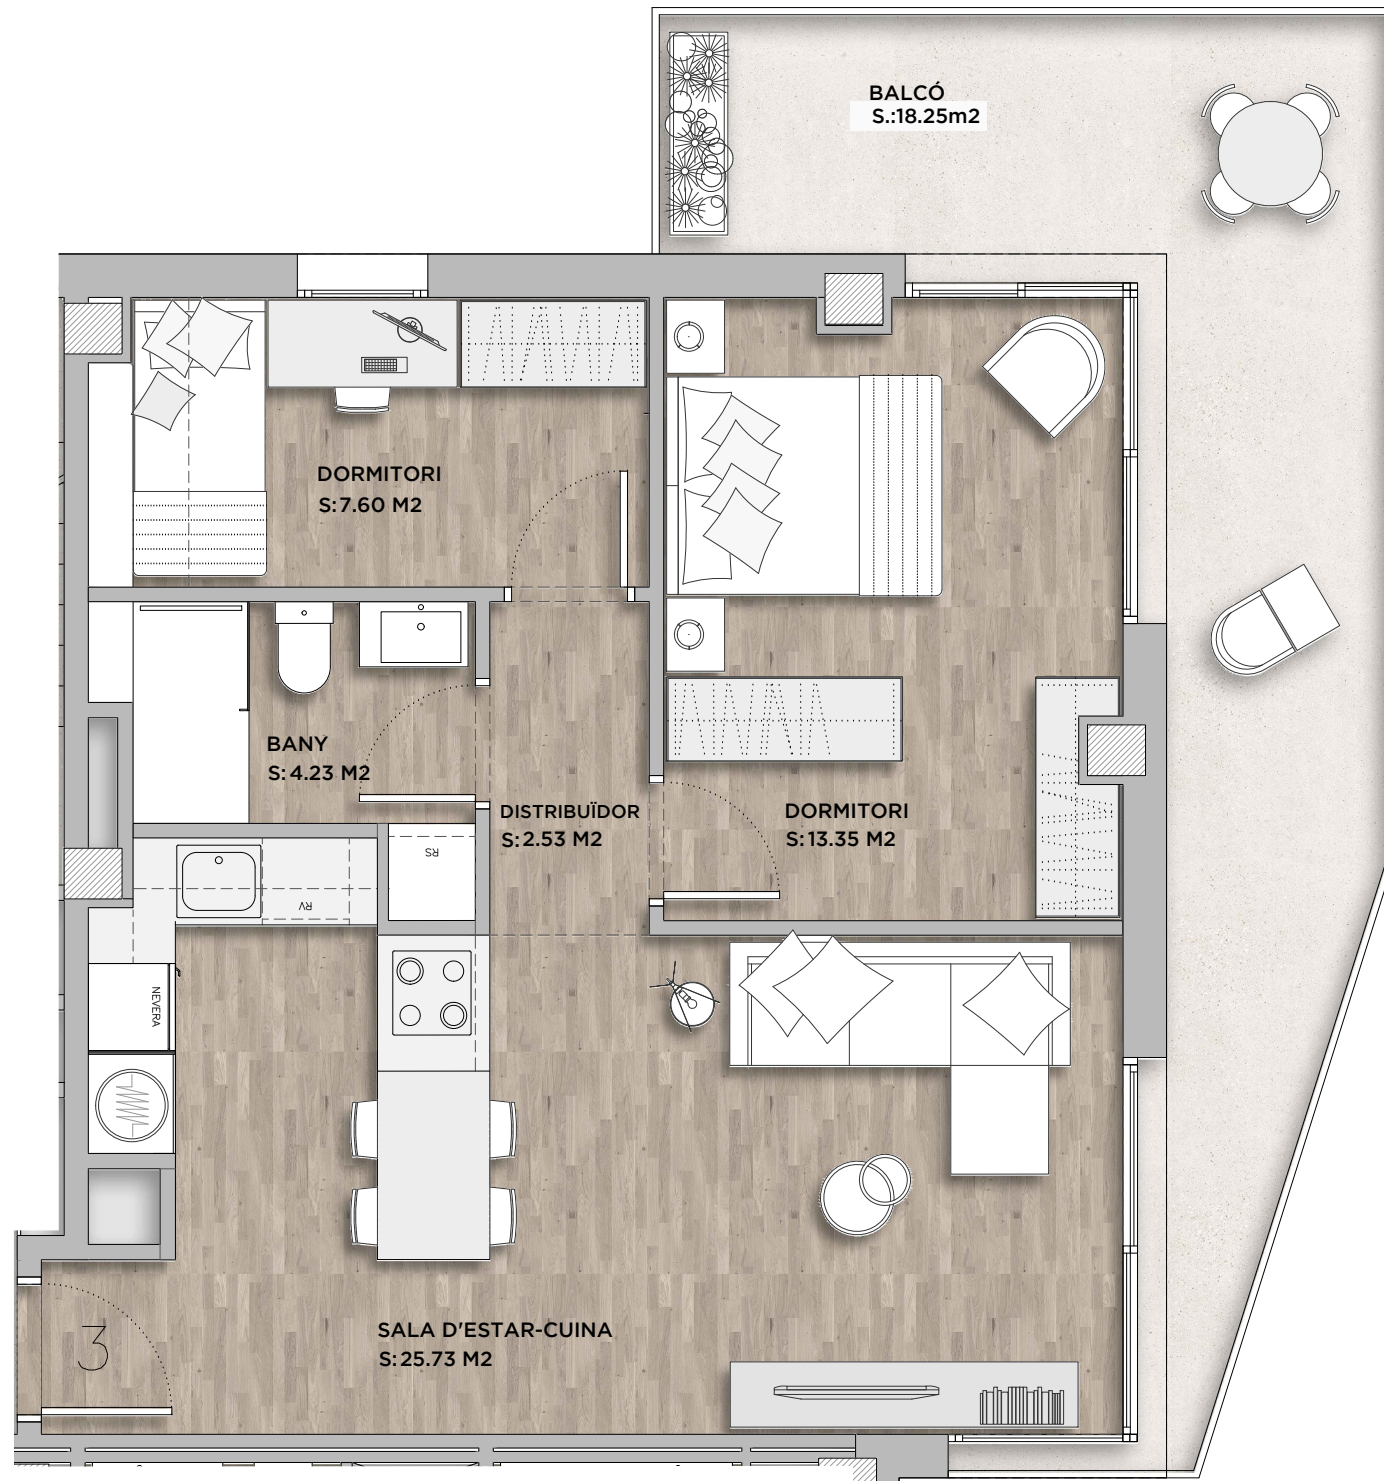 BALCÓ
S.:18.25m2
DORMITORI
S:7.60 M2
BANY
S:4.23 M2
DISTRIBUÏDOR
S:2.53 M2
DORMITORI
S:13.35 M2
RS
RV
NEVERA
SALA D'ESTAR-CUINA
S:25.73 M2
3